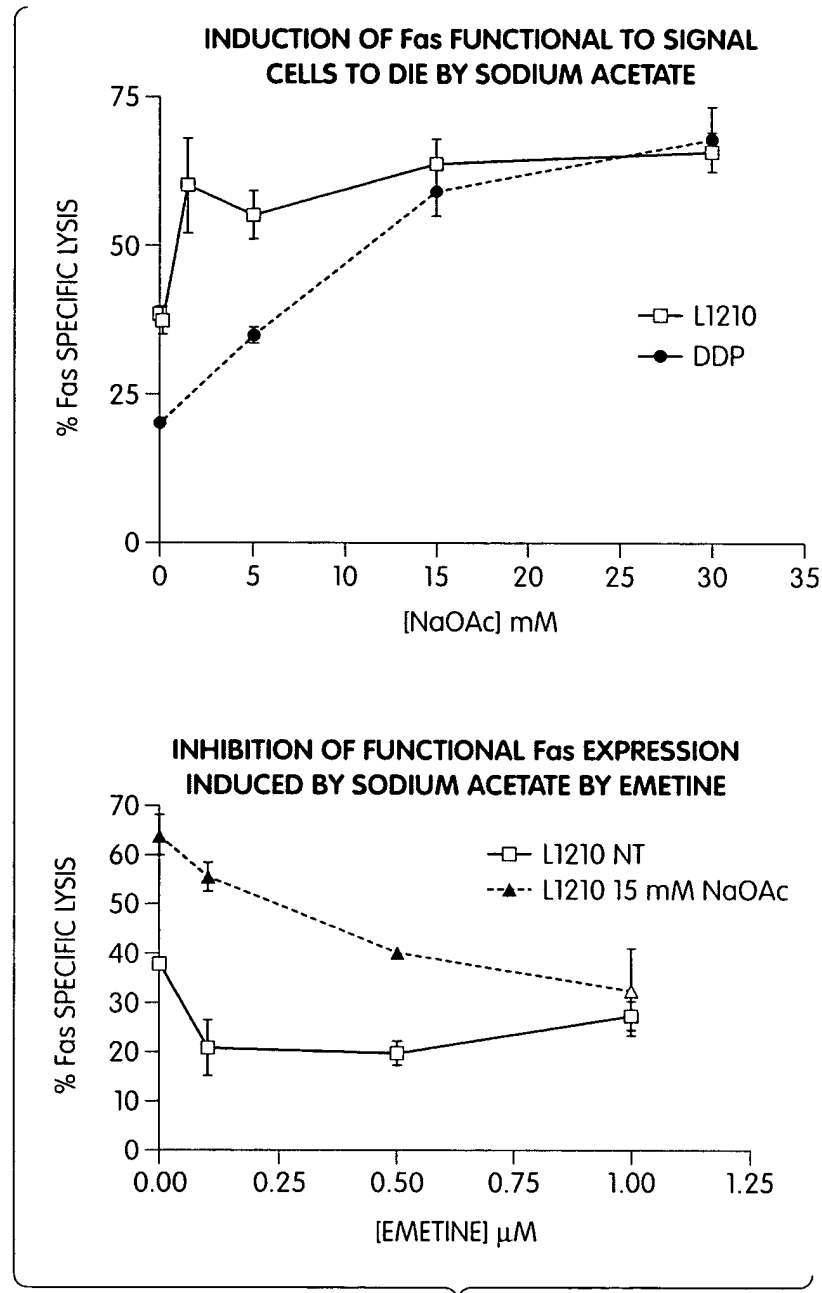 INDUCTION OF Fas FUNCTIONAL TO SIGNAL
CELLS TO DIE BY SODIUM ACETATE
75
50
25
0
% Fas SPECIFIC LYSIS
L1210
DDP
0 5 10 15 20 25 30 35
[NaOAc] mM
INHIBITION OF FUNCTIONAL Fas EXPRESSION
INDUCED BY SODIUM ACETATE BY EMETINE
70
60
50
40
30
20
10
0
% Fas SPECIFIC LYSIS
L1210 NT
L1210 15 mM NaOAc
0.00 0.25 0.50 0.75 1.00 1.25
[EMETINE] µM